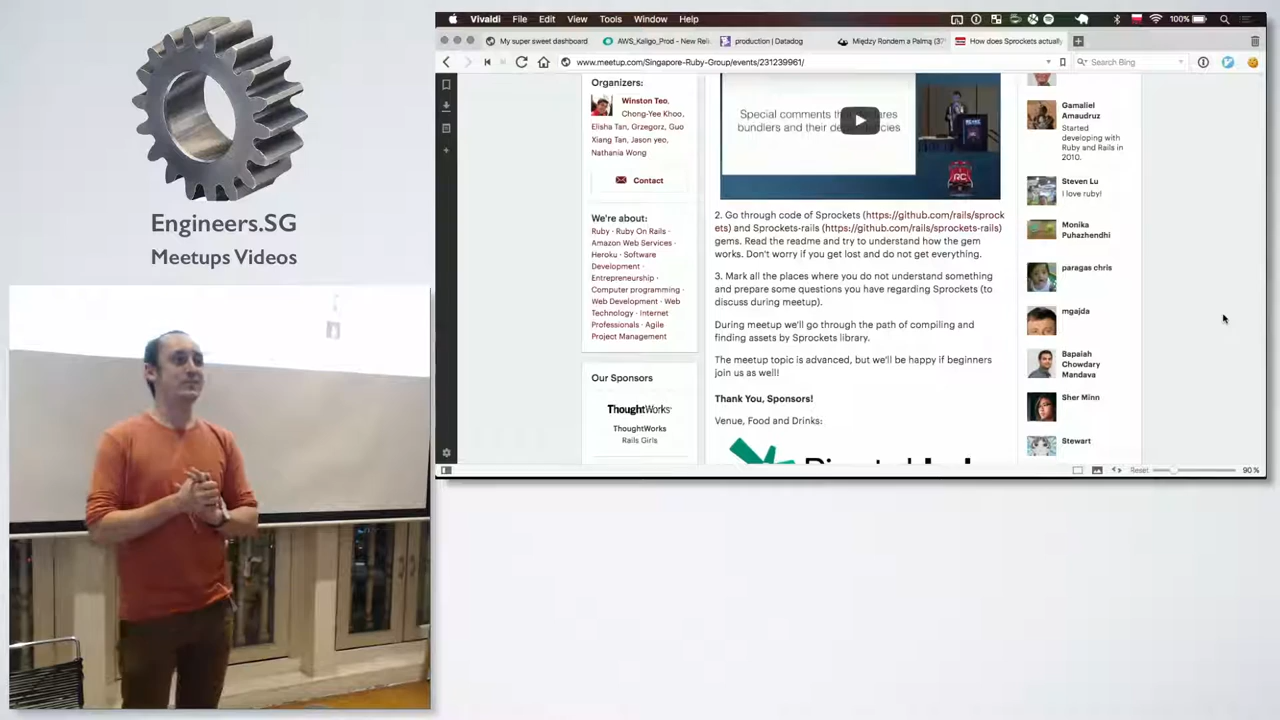 Engineers.SG
Meetups Videos
Vivaldi File Edit View Tools Window Help
100%
My super sweet dashboard
AWS_Kaligo_Prod - New Reli
production | Datadog
Między Rondem a Palmą (37
How does Sprockets actually
www.meetup.com/Singapore-Ruby-Group/events/231239961/
Search Bing
Organizers:
Winston Teo,
Chong-Yee Khoo,
Elisha Tan, Grzegorz, Guo
Xiang Tan, Jason yeo,
Nathania Wong
Contact
We're about:
Ruby · Ruby On Rails ·
Amazon Web Services ·
Heroku · Software
Development ·
Entrepreneurship ·
Computer programming ·
Web Development · Web
Technology · Internet
Professionals · Agile
Project Management
Our Sponsors
ThoughtWorks
ThoughtWorks
Rails Girls
Special comments th
bundlers and their de
RC
2. Go through code of Sprockets (https://github.com/rails/sprock
ets) and Sprockets-rails (https://github.com/rails/sprockets-rails)
gems. Read the readme and try to understand how the gem
works. Don't worry if you get lost and do not get everything.
3. Mark all the places where you do not understand something
and prepare some questions you have regarding Sprockets (to
discuss during meetup).
During meetup we'll go through the path of compiling and
finding assets by Sprockets library.
The meetup topic is advanced, but we'll be happy if beginners
join us as well!
Thank You, Sponsors!
Venue, Food and Drinks:
Gamaliel
Amaudruz
Started
developing with
Ruby and Rails in
2010.
Steven Lu
I love ruby!
Monika
Puhazhendhi
paragas chris
mgajda
Bapaiah
Chowdary
Mandava
Sher Minn
Stewart
Reset
90 %